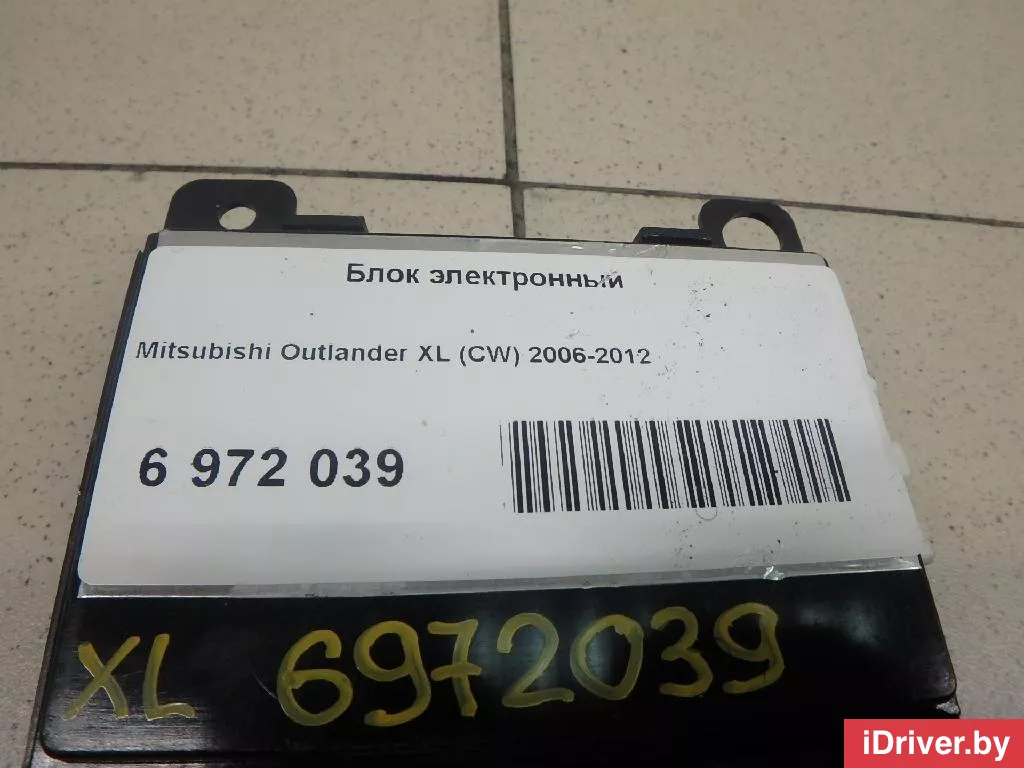 Блок электронный
Mitsubishi Outlander XL (CW) 2006-2012
6 972 039
XL 6972039
iDriver.by